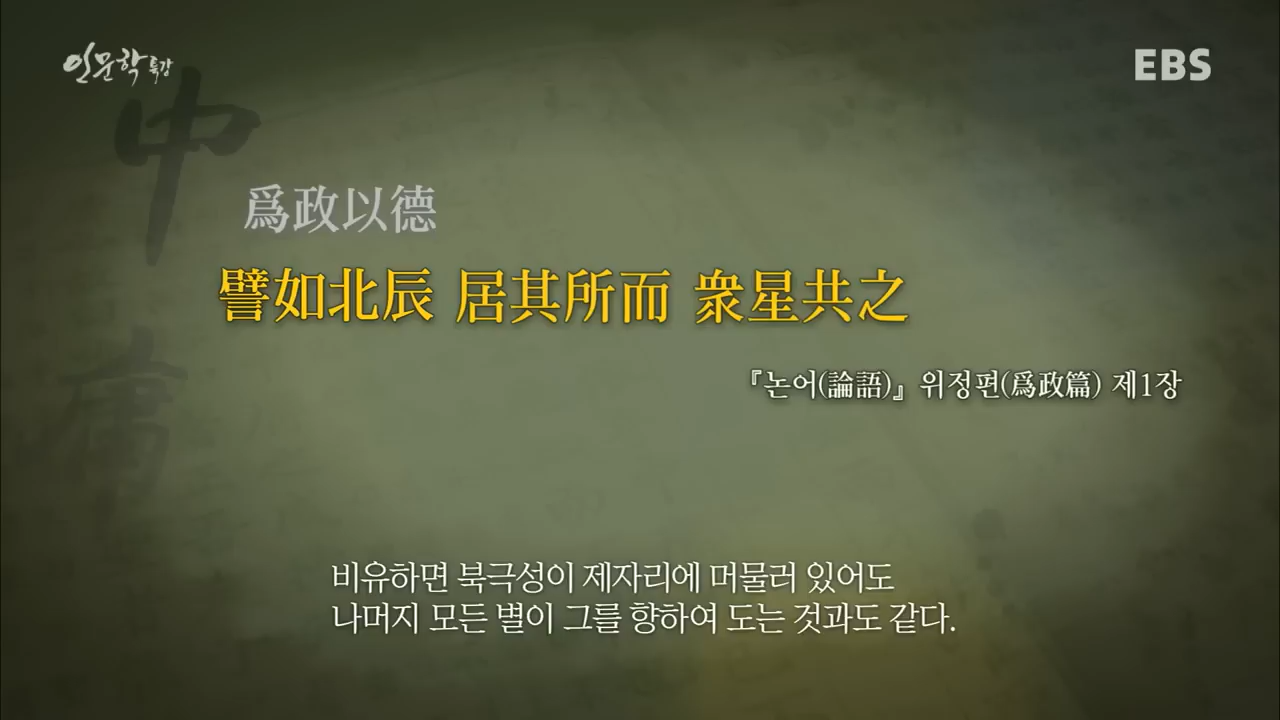 인문학특강
EBS
中
庸
爲政以德
譬如北辰 居其所而 衆星共之
『논어(論語)』 위정편(爲政篇) 제1장
비유하면 북극성이 제자리에 머물러 있어도
나머지 모든 별이 그를 향하여 도는 것과도 같다.